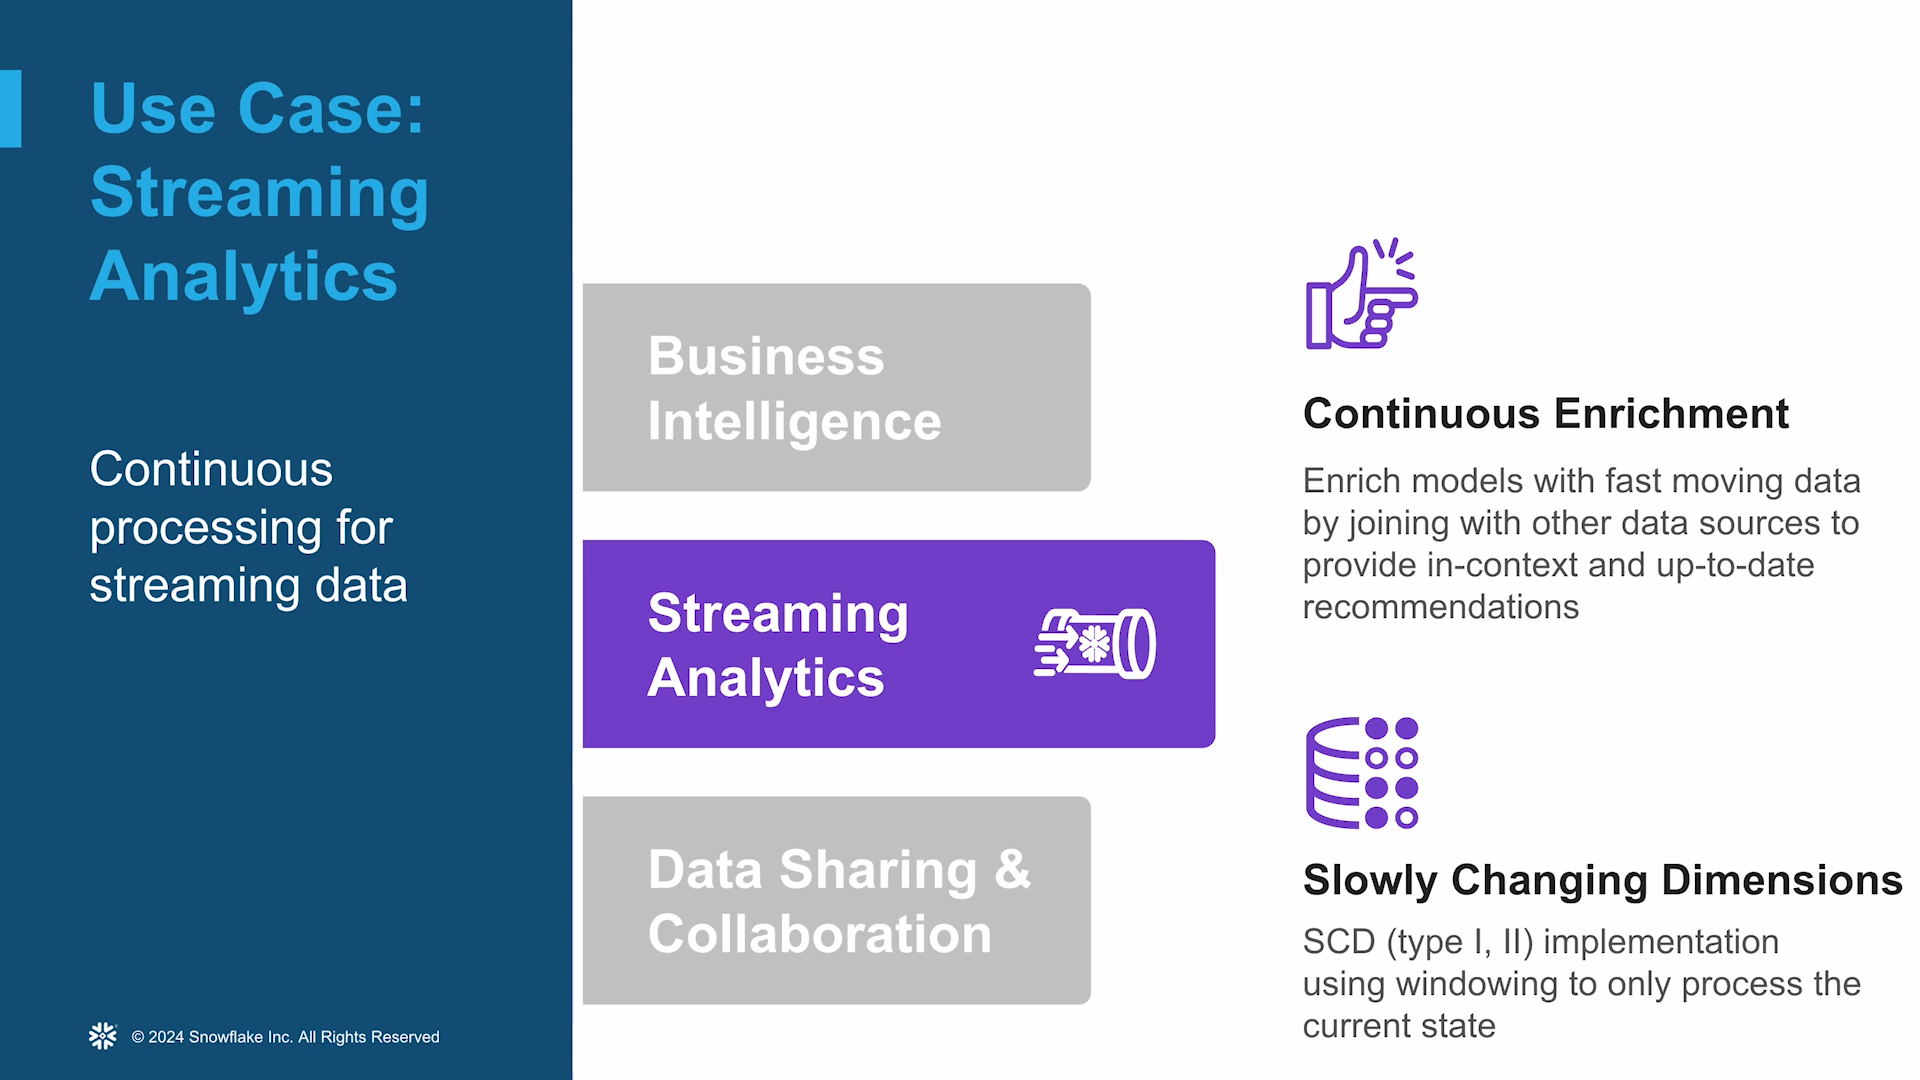 Use Case:
Streaming
Analytics
Continuous
processing for
streaming data
Business
Intelligence
Streaming
Analytics
Data Sharing &
Collaboration
Continuous Enrichment
Enrich models with fast moving data
by joining with other data sources to
provide in-context and up-to-date
recommendations
Slowly Changing Dimensions
SCD (type I, II) implementation
using windowing to only process the
current state
© 2024 Snowflake Inc. All Rights Reserved